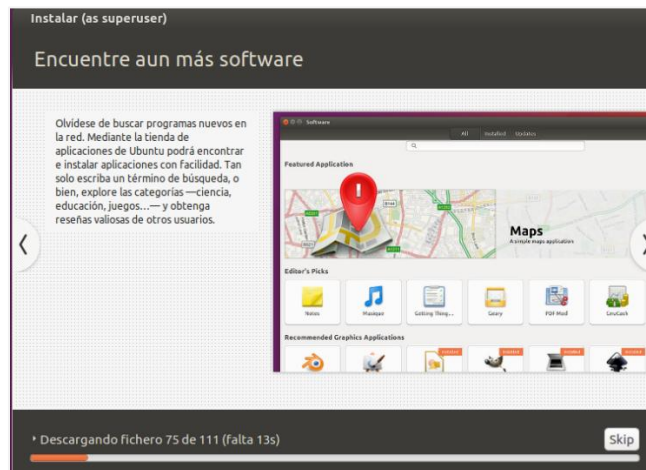 Instalar (as superuser)
Encuentre aun más software
Olvídese de buscar programas nuevos en
la red. Mediante la tienda de
aplicaciones de Ubuntu podrá encontrar
e instalar aplicaciones con facilidad. Tan
solo escriba un término de búsqueda, o
bien, explore las categorías —ciencia,
educación, juegos...— y obtenga
reseñas valiosas de otros usuarios.
Software
All Installed Updates
Featured Application
Maps
A simple maps application
Editor's Picks
Notes Musique Getting Thing... Geary PDF Mod GnuCash
Recommended Graphics Applications
Installed Installed Installed Installed
Descargando fichero 75 de 111 (falta 13s)
Skip